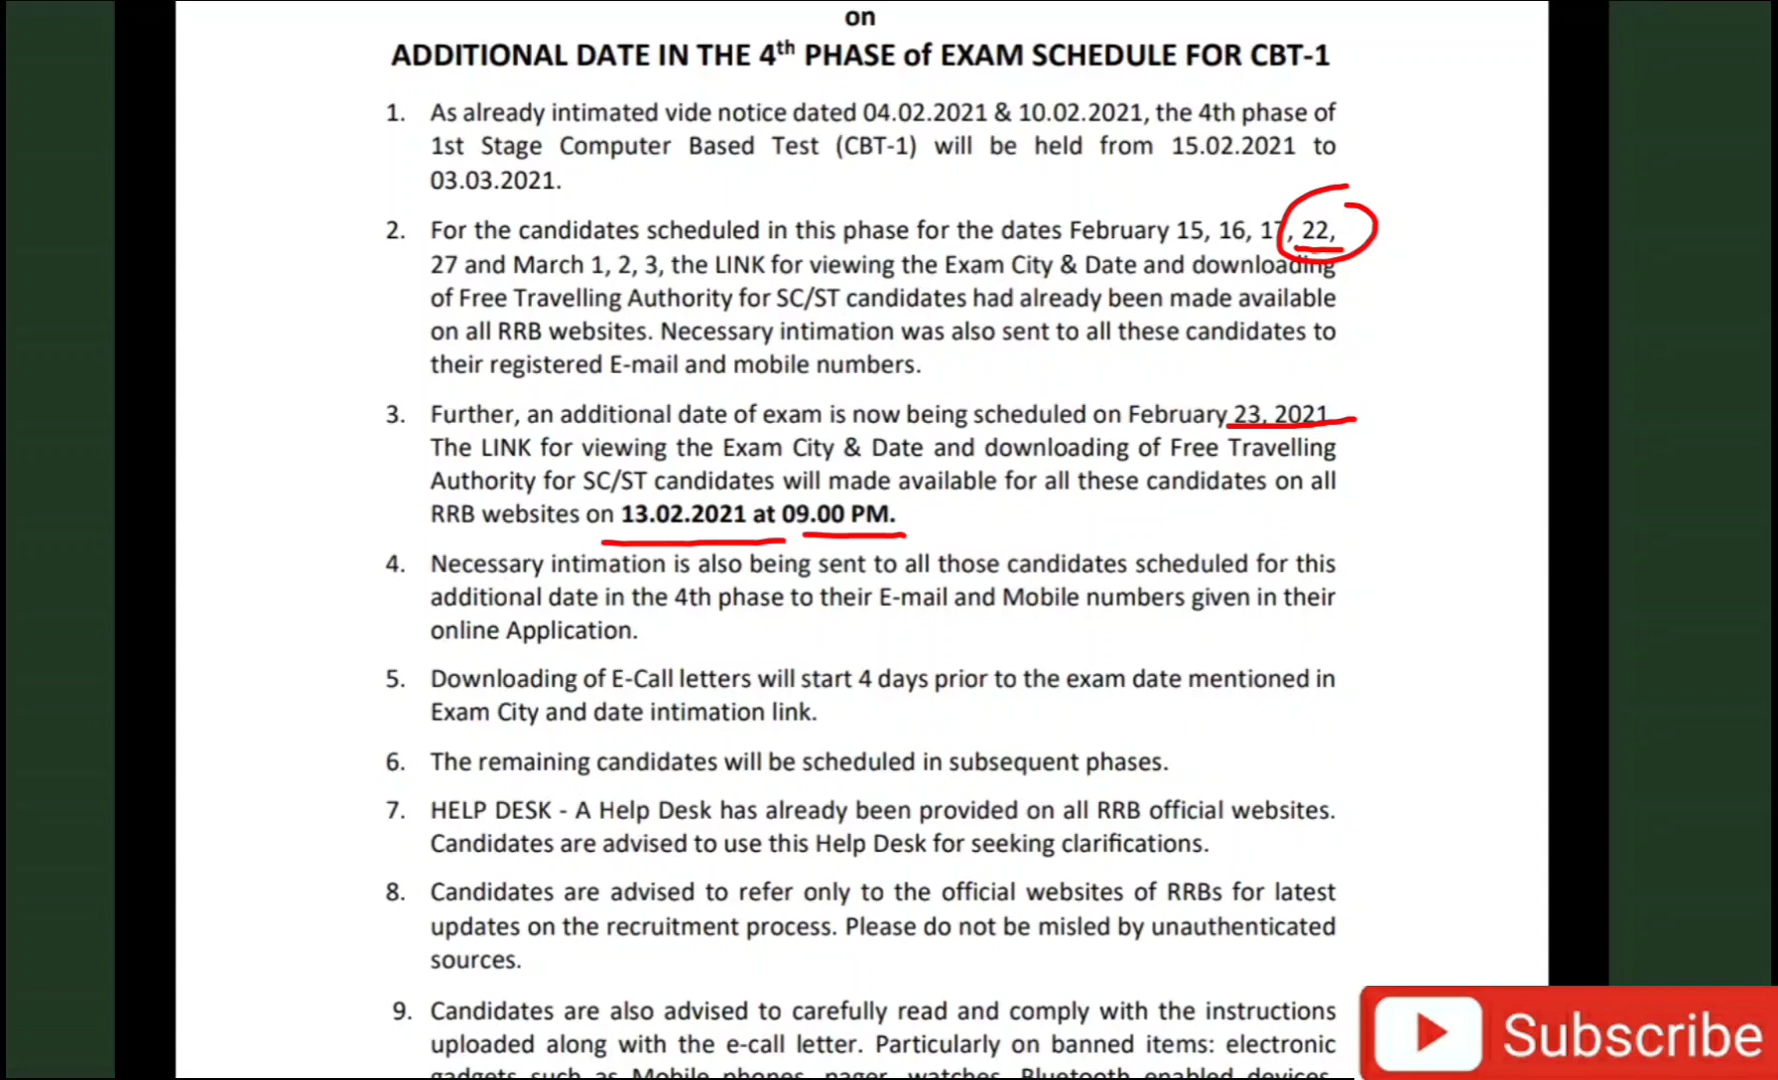 on
ADDITIONAL DATE IN THE 4th PHASE of EXAM SCHEDULE FOR CBT-1
1. As already intimated vide notice dated 04.02.2021 & 10.02.2021, the 4th phase of
1st Stage Computer Based Test (CBT-1) will be held from 15.02.2021 to
03.03.2021.
2. For the candidates scheduled in this phase for the dates February 15, 16, 17, 22,
27 and March 1, 2, 3, the LINK for viewing the Exam City & Date and downloading
of Free Travelling Authority for SC/ST candidates had already been made available
on all RRB websites. Necessary intimation was also sent to all these candidates to
their registered E-mail and mobile numbers.
3. Further, an additional date of exam is now being scheduled on February 23, 2021
The LINK for viewing the Exam City & Date and downloading of Free Travelling
Authority for SC/ST candidates will made available for all these candidates on all
RRB websites on 13.02.2021 at 09.00 PM.
4. Necessary intimation is also being sent to all those candidates scheduled for this
additional date in the 4th phase to their E-mail and Mobile numbers given in their
online Application.
5. Downloading of E-Call letters will start 4 days prior to the exam date mentioned in
Exam City and date intimation link.
6. The remaining candidates will be scheduled in subsequent phases.
7. HELP DESK - A Help Desk has already been provided on all RRB official websites.
Candidates are advised to use this Help Desk for seeking clarifications.
8. Candidates are advised to refer only to the official websites of RRBs for latest
updates on the recruitment process. Please do not be misled by unauthenticated
sources.
9. Candidates are also advised to carefully read and comply with the instructions
uploaded along with the e-call letter. Particularly on banned items: electronic
gadgets such as Mobile phones, pager, watches, Bluetooth enabled devices,
Subscribe